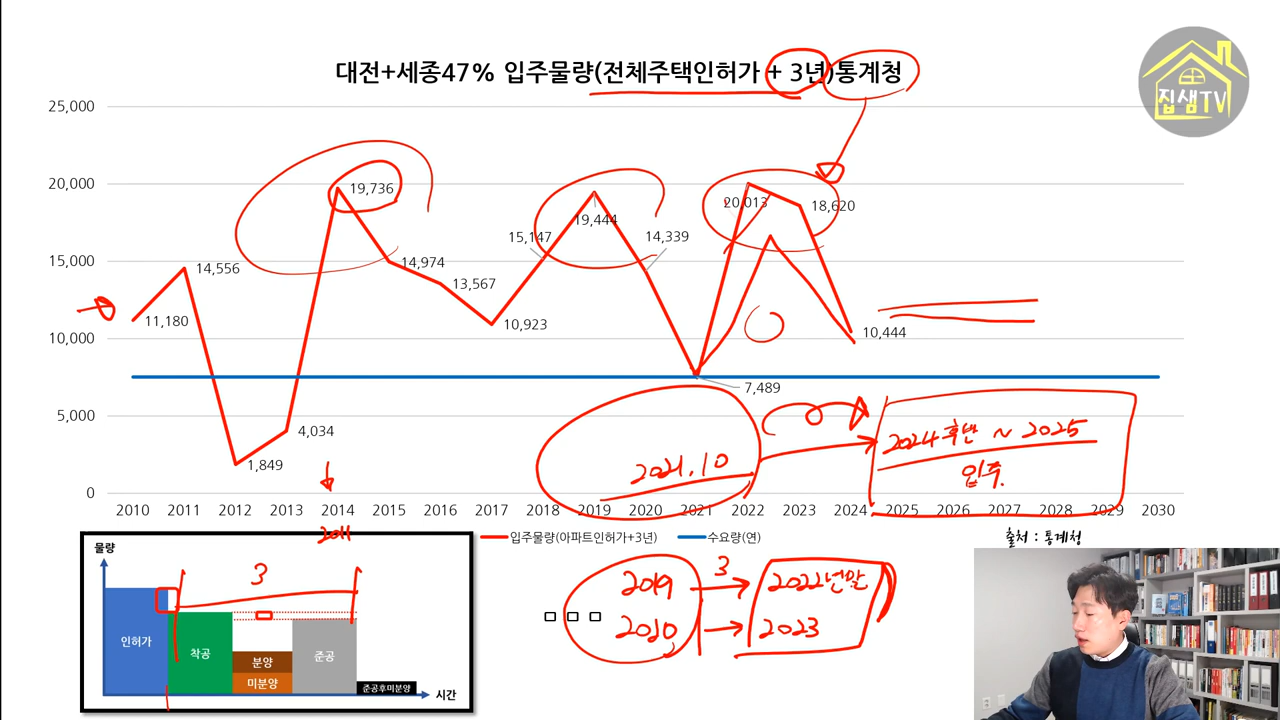 대전+세종47% 입주물량(전체주택인허가 + 3년)통계청
집샘TV
25,000
20,000
15,000
10,000
5,000
0
11,180
14,556
1,849
4,034
19,736
14,974
13,567
10,923
15,147
19,444
14,339
7,489
20,013
18,620
10,444
2021.10
2024후반 ~ 2025
입주
2010 2011 2012 2013 2014 2015 2016 2017 2018 2019 2020 2021 2022 2023 2024 2025 2026 2027 2028 2029 2030
2011
입주물량(아파트인허가+3년) 수요량(연)
출처 : 통계청
물량
3
인허가
착공
분양
미분양
준공
준공후미분양
시간
2019 3 2022년말
2020 2023